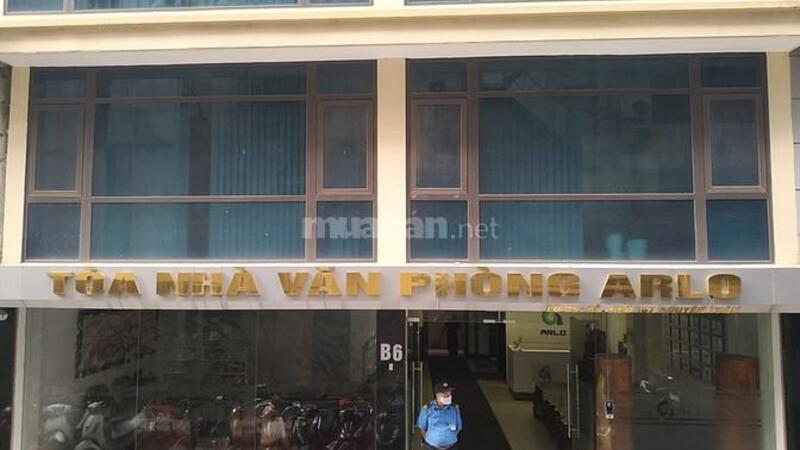 muaban.net
TÒA NHÀ VĂN PHÒNG ARLO
ARLO
B6